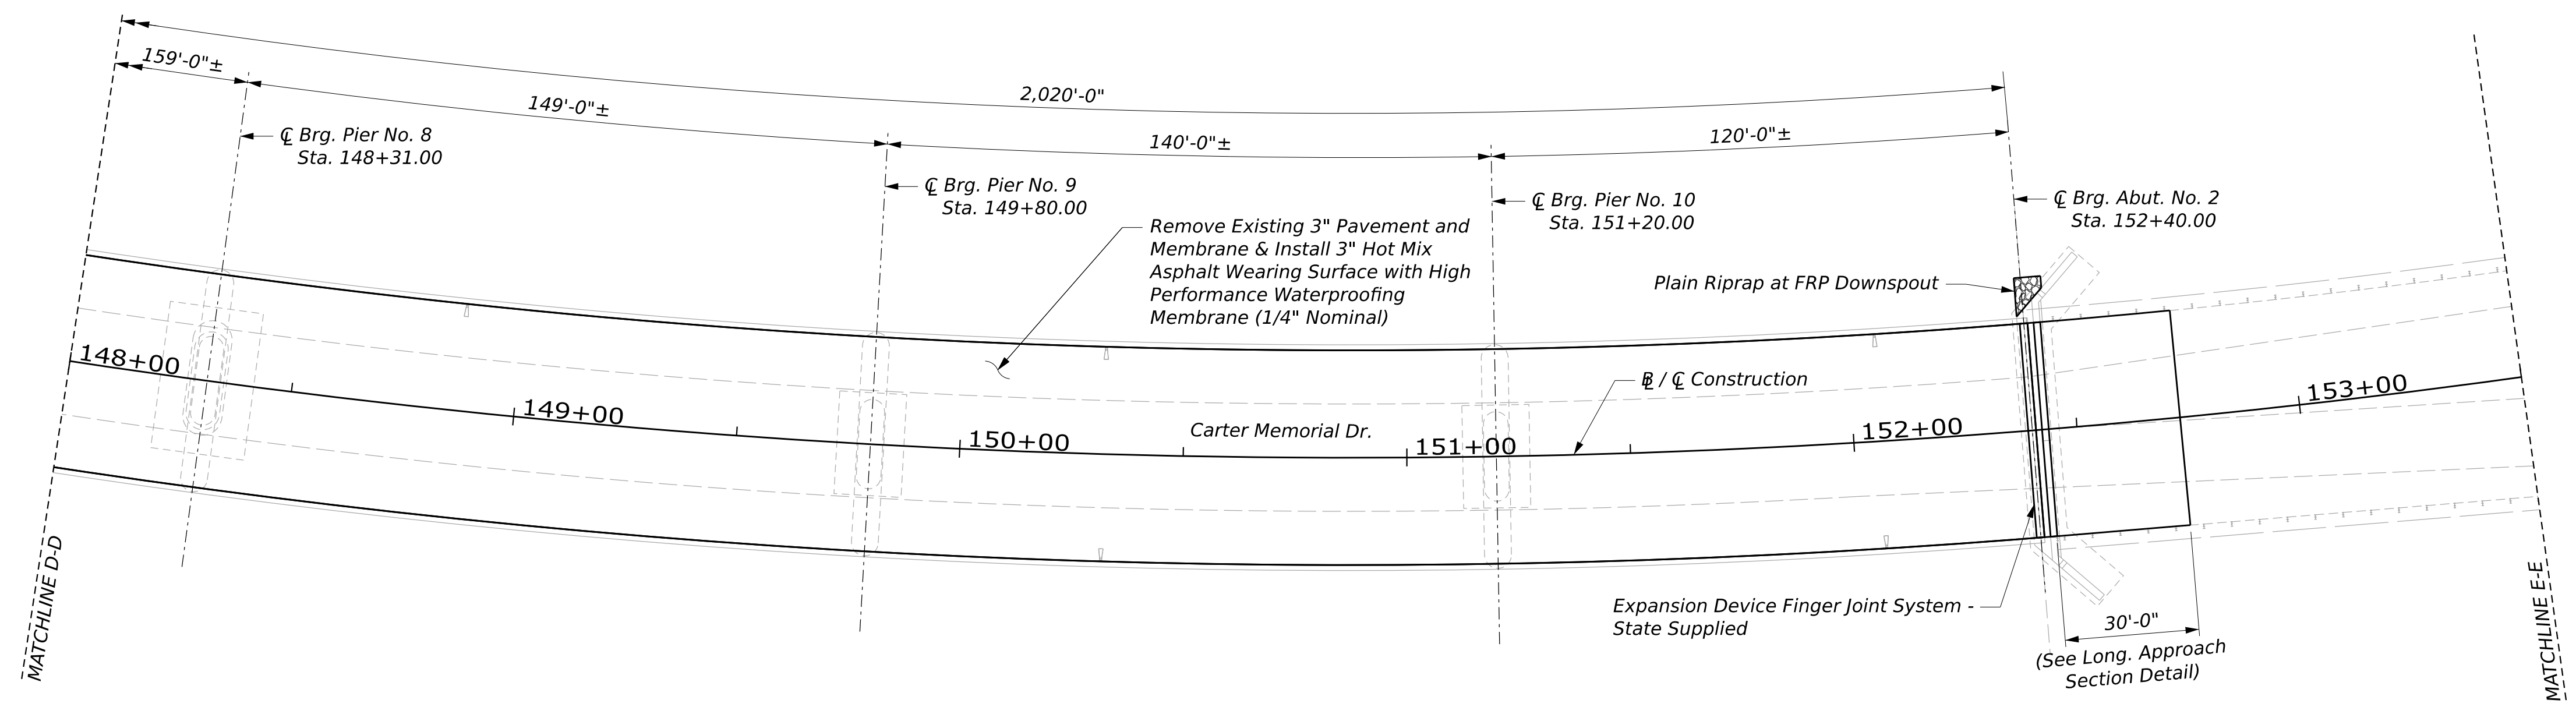 2,020'-0"
159'-0"±
149'-0"±
140'-0"±
120'-0"±
℄ Brg. Pier No. 8
Sta. 148+31.00
℄ Brg. Pier No. 9
Sta. 149+80.00
℄ Brg. Pier No. 10
Sta. 151+20.00
℄ Brg. Abut. No. 2
Sta. 152+40.00
Remove Existing 3" Pavement and
Membrane & Install 3" Hot Mix
Asphalt Wearing Surface with High
Performance Waterproofing
Membrane (1/4" Nominal)
Plain Riprap at FRP Downspout
BL / ℄ Construction
Carter Memorial Dr.
148+00
149+00
150+00
151+00
152+00
153+00
Expansion Device Finger Joint System -
State Supplied
30'-0"
(See Long. Approach
Section Detail)
MATCHLINE D-D
MATCHLINE E-E